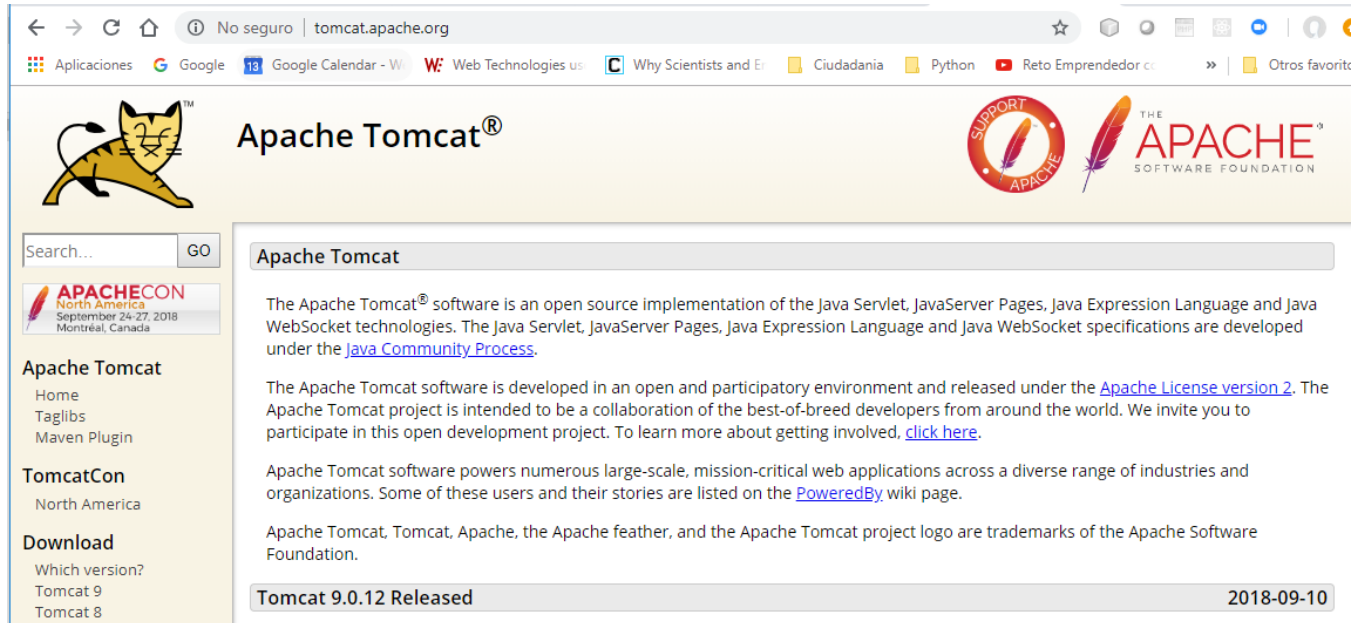 No seguro | tomcat.apache.org
Aplicaciones Google 13 Google Calendar - W Web Technologies us Why Scientists and E Ciudadania Python Reto Emprendedor c » Otros favorito
TM
Apache Tomcat®
SUPPORT
APACHE
THE
APACHE®
SOFTWARE FOUNDATION
Search... GO
APACHECON
North America
September 24-27, 2018
Montréal, Canada
Apache Tomcat
Home
Taglibs
Maven Plugin
TomcatCon
North America
Download
Which version?
Tomcat 9
Tomcat 8
Apache Tomcat
The Apache Tomcat® software is an open source implementation of the Java Servlet, JavaServer Pages, Java Expression Language and Java
WebSocket technologies. The Java Servlet, JavaServer Pages, Java Expression Language and Java WebSocket specifications are developed
under the Java Community Process.
The Apache Tomcat software is developed in an open and participatory environment and released under the Apache License version 2. The
Apache Tomcat project is intended to be a collaboration of the best-of-breed developers from around the world. We invite you to
participate in this open development project. To learn more about getting involved, click here.
Apache Tomcat software powers numerous large-scale, mission-critical web applications across a diverse range of industries and
organizations. Some of these users and their stories are listed on the PoweredBy wiki page.
Apache Tomcat, Tomcat, Apache, the Apache feather, and the Apache Tomcat project logo are trademarks of the Apache Software
Foundation.
Tomcat 9.0.12 Released 2018-09-10